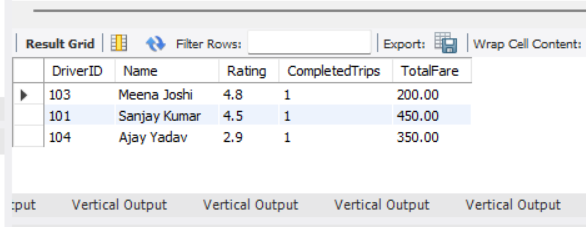 Result Grid Filter Rows: Export: Wrap Cell Content:
DriverID Name Rating CompletedTrips TotalFare
103 Meena Joshi 4.8 1 200.00
101 Sanjay Kumar 4.5 1 450.00
104 Ajay Yadav 2.9 1 350.00
tput Vertical Output Vertical Output Vertical Output Vertical Output